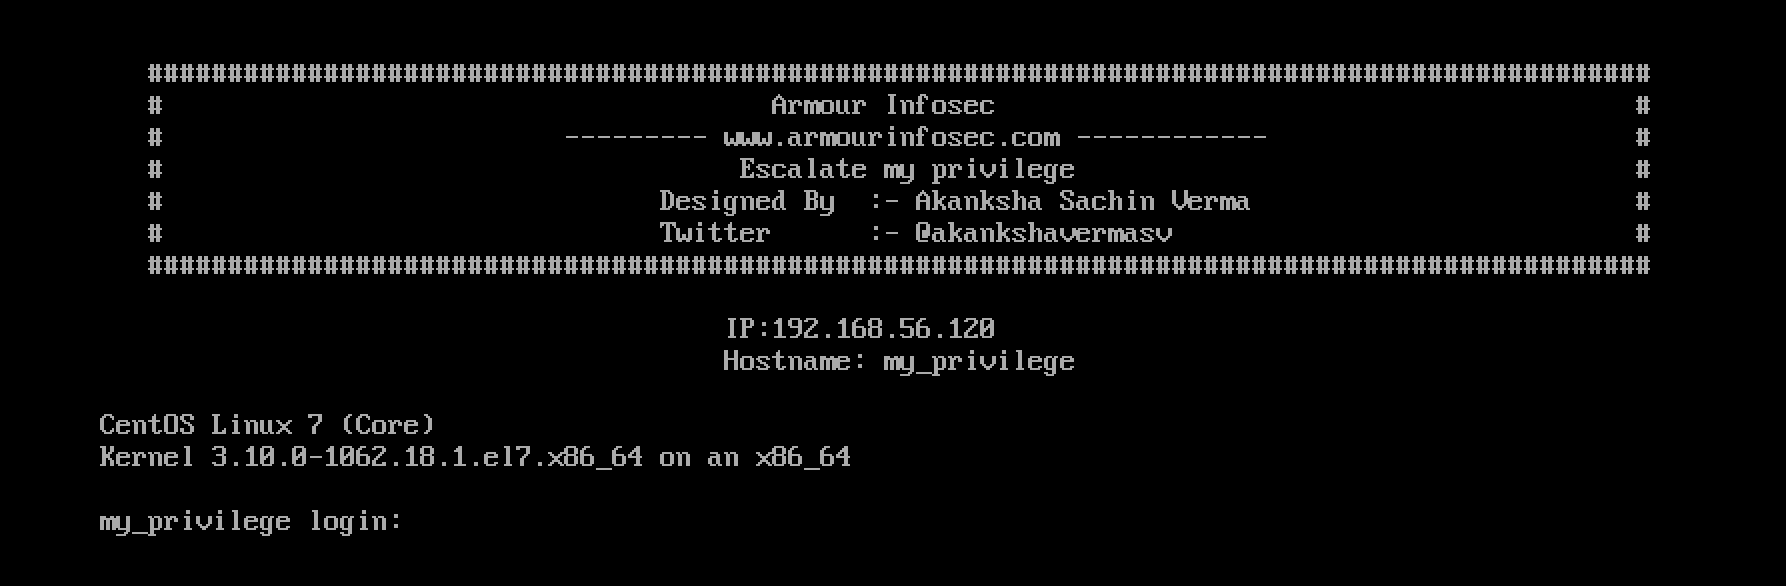 ##############################################################################################
# Armour Infosec #
# --------- www.armourinfosec.com ------------ #
# Escalate my privilege #
# Designed By :- Akanksha Sachin Verma #
# Twitter :- @akankshavermasv #
##############################################################################################
IP:192.168.56.120
Hostname: my_privilege
CentOS Linux 7 (Core)
Kernel 3.10.0-1062.18.1.el7.x86_64 on an x86_64
my_privilege login: